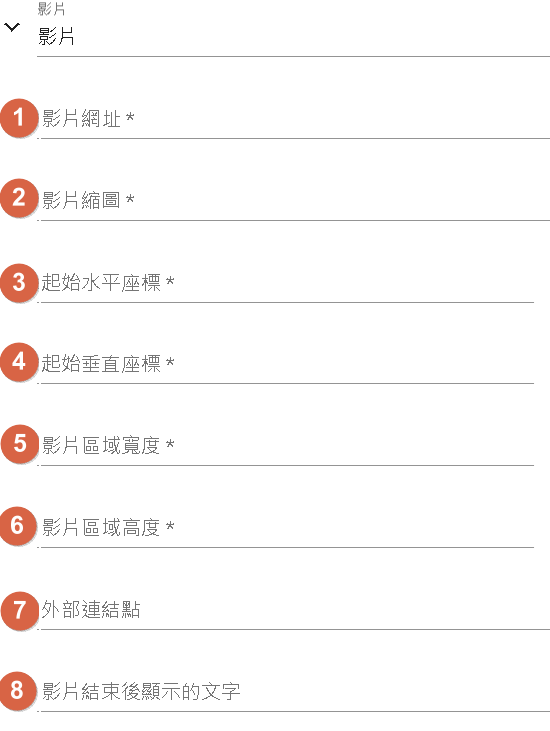 影片
影片
1 影片網址 *
2 影片縮圖 *
3 起始水平座標 *
4 起始垂直座標 *
5 影片區域寬度 *
6 影片區域高度 *
7 外部連結點
8 影片結束後顯示的文字